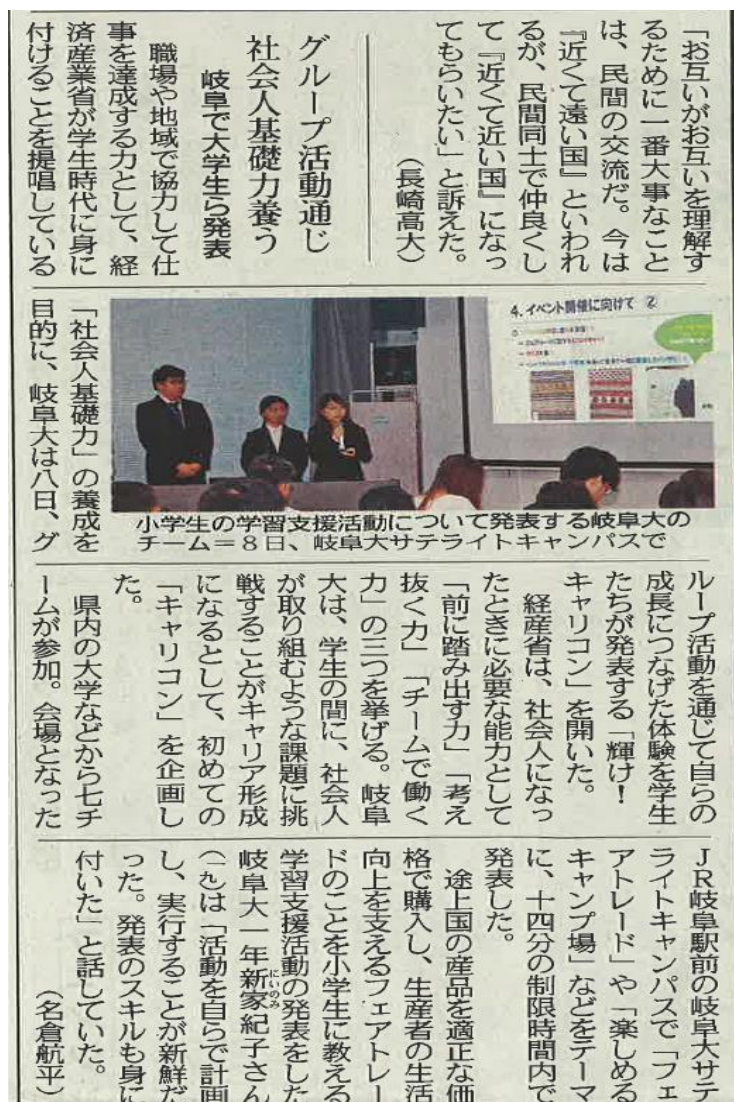 「お互いがお互いを理解す
るために一番大事なこと
は、民間の交流だ。今は
『近くて遠い国』といわれ
るが、民間同士で仲良くし
て『近くて近い国』になっ
てもらいたい」と訴えた。
（長崎高大）
グループ活動通じ
社会人基礎力養う
岐阜で大学生ら発表
職場や地域で協力して仕
事を達成する力として、経
済産業省が学生時代に身に
付けることを提唱している
4、イベント開催に向けて ②
小学生の学習支援活動について発表する岐阜大の
チーム＝8日、岐阜大サテライトキャンパスで
「社会人基礎力」の養成を
目的に、岐阜大は八日、グ
ループ活動を通じて自らの
成長につなげた体験を学生
たちが発表する「輝け！
キャリコン」を開いた。
経産省は、社会人になっ
たときに必要な能力として
「前に踏み出す力」「考え
抜く力」「チームで働く
力」の三つを挙げる。岐阜
大は、学生の間に、社会人
が取り組むような課題に挑
戦することがキャリア形成
になるとして、初めての
「キャリコン」を企画し
た。
県内の大学などから七チ
ームが参加。会場となった
ＪＲ岐阜駅前の岐阜大サテ
ライトキャンパスで「フェ
アトレード」や「楽しめる
キャンプ場」などをテーマ
に、十四分の制限時間内で
発表した。
途上国の産品を適正な価
格で購入し、生産者の生活
向上を支えるフェアトレー
ドのことを小学生に教える
学習支援活動の発表をした
岐阜大一年新家（にいのみ）紀子さん
（一九）は「活動を自らで計画
し、実行することが新鮮だ
った。発表のスキルも身に
付いた」と話していた。
（名倉航平）